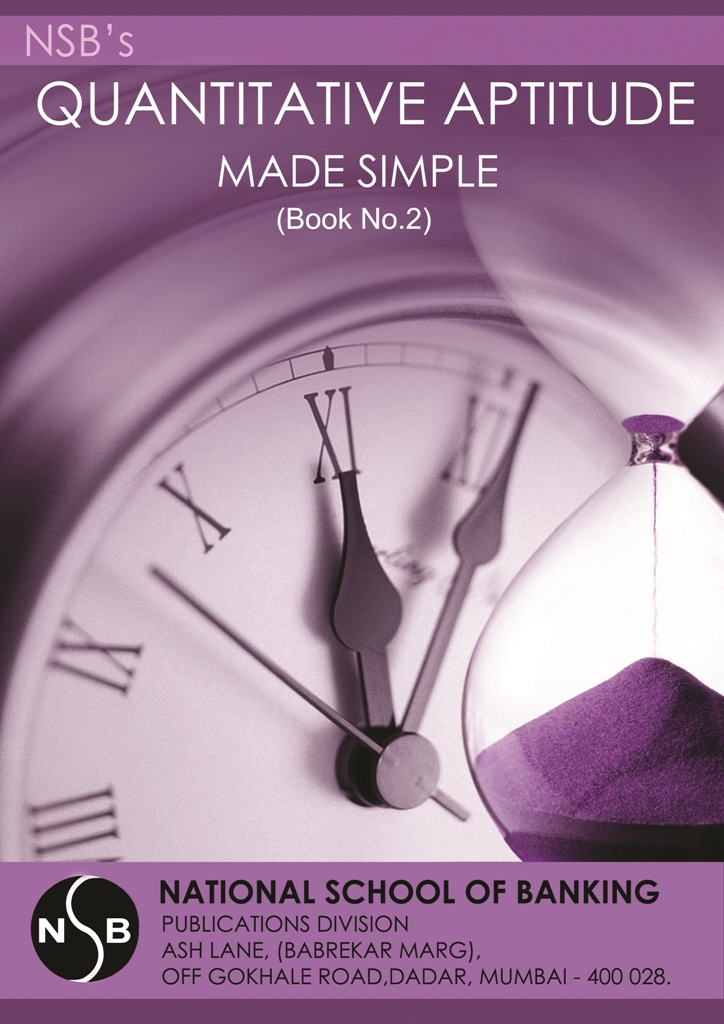 NSB's
QUANTITATIVE APTITUDE
MADE SIMPLE
(Book No.2)
XI
XII
X
IX
VIII
NSB
NATIONAL SCHOOL OF BANKING
PUBLICATIONS DIVISION
ASH LANE, (BABREKAR MARG),
OFF GOKHALE ROAD,DADAR, MUMBAI - 400 028.